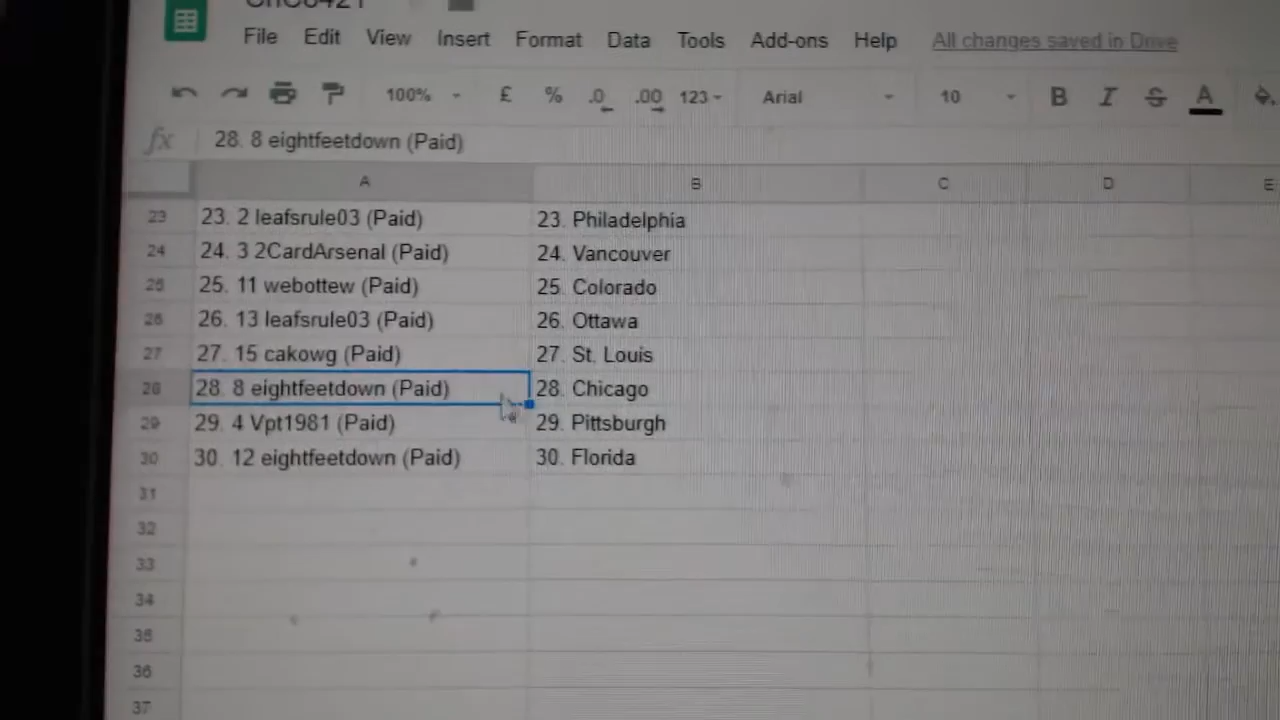 File Edit View Insert Format Data Tools Add-ons Help All changes saved in Drive
100% £ % .0 .00 123 Arial 10 B I S A
fx 28. 8 eightfeetdown (Paid)
A B C D E
23 23. 2 leafsrule03 (Paid) 23. Philadelphia
24 24. 3 2CardArsenal (Paid) 24. Vancouver
25 25. 11 webottew (Paid) 25. Colorado
26 26. 13 leafsrule03 (Paid) 26. Ottawa
27 27. 15 cakowg (Paid) 27. St. Louis
28 28. 8 eightfeetdown (Paid) 28. Chicago
29 29. 4 Vpt1981 (Paid) 29. Pittsburgh
30 30. 12 eightfeetdown (Paid) 30. Florida
31
32
33
34
35
36
37